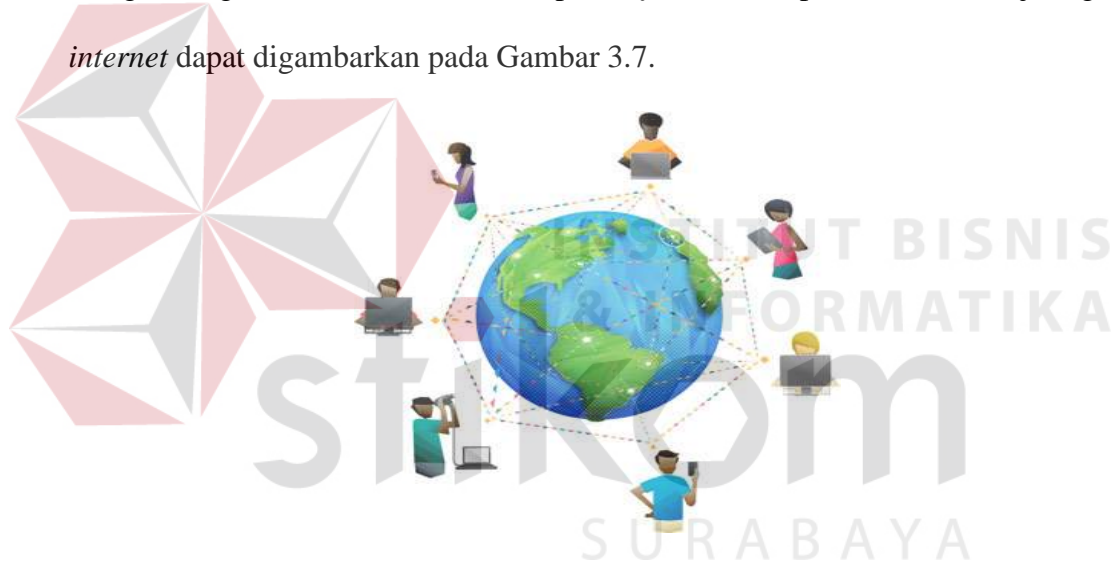 internet dapat digambarkan pada Gambar 3.7.
INSTITUT BISNIS
& INFORMATIKA
stikom
SURABAYA